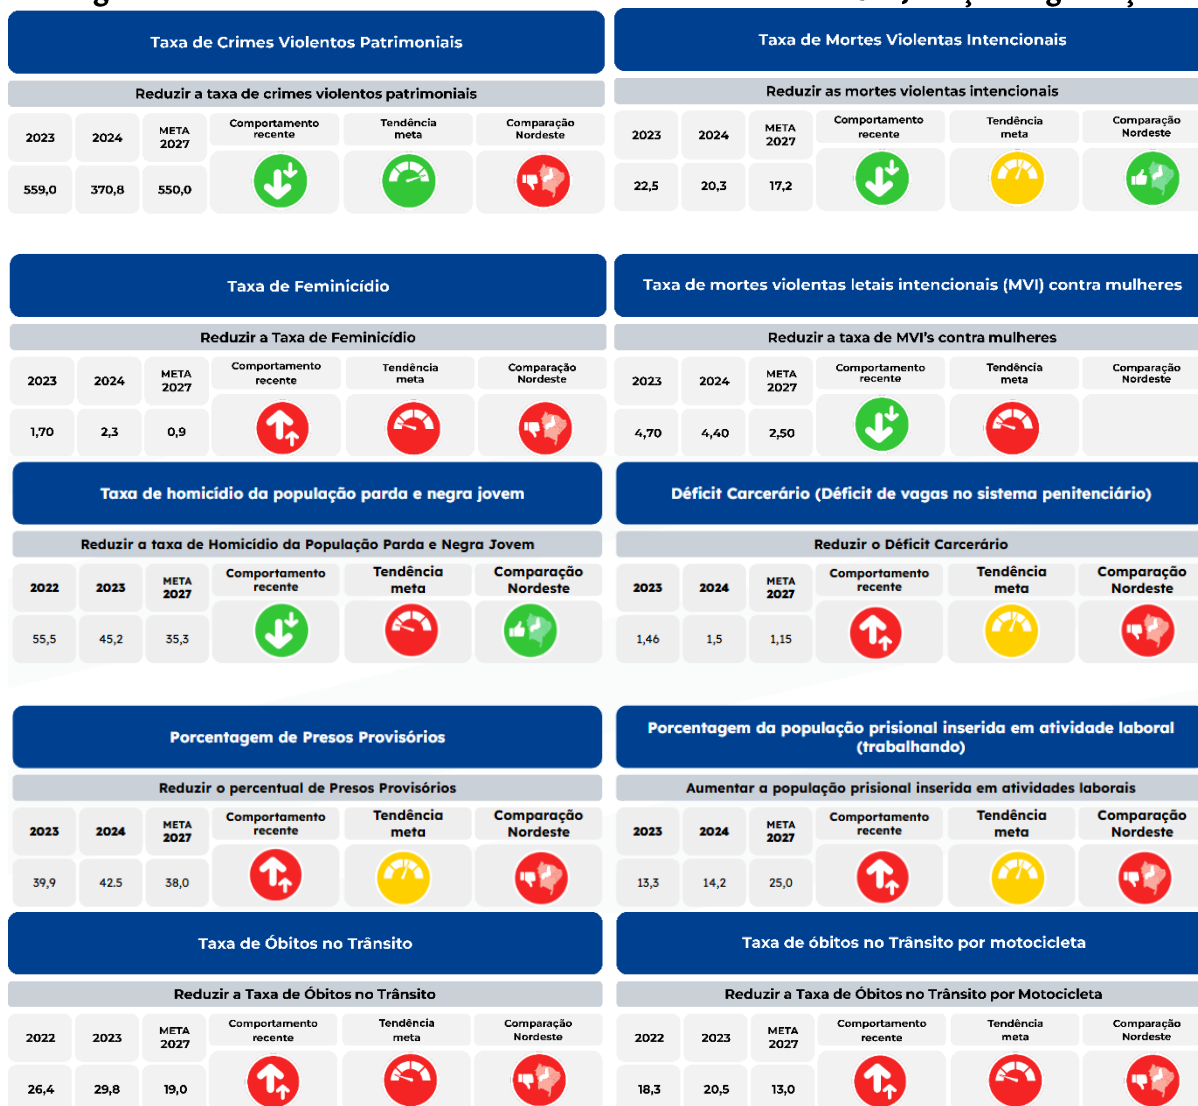 Taxa de Crimes Violentos Patrimoniais
Reduzir a taxa de crimes violentos patrimoniais
2023 2024 META 2027 Comportamento recente Tendência meta Comparação Nordeste
559,0 370,8 550,0
Taxa de Mortes Violentas Intencionais
Reduzir as mortes violentas intencionais
2023 2024 META 2027 Comportamento recente Tendência meta Comparação Nordeste
22,5 20,3 17,2
Taxa de Feminicídio
Reduzir a Taxa de Feminicídio
2023 2024 META 2027 Comportamento recente Tendência meta Comparação Nordeste
1,70 2,3 0,9
Taxa de mortes violentas letais intencionais (MVI) contra mulheres
Reduzir a taxa de MVI's contra mulheres
2023 2024 META 2027 Comportamento recente Tendência meta Comparação Nordeste
4,70 4,40 2,50
Taxa de homicídio da população parda e negra jovem
Reduzir a taxa de Homicídio da População Parda e Negra Jovem
2022 2023 META 2027 Comportamento recente Tendência meta Comparação Nordeste
55,5 45,2 35,3
Déficit Carcerário (Déficit de vagas no sistema penitenciário)
Reduzir o Déficit Carcerário
2023 2024 META 2027 Comportamento recente Tendência meta Comparação Nordeste
1,46 1,5 1,15
Porcentagem de Presos Provisórios
Reduzir o percentual de Presos Provisórios
2023 2024 META 2027 Comportamento recente Tendência meta Comparação Nordeste
39,9 42.5 38,0
Porcentagem da população prisional inserida em atividade laboral
(trabalhando)
Aumentar a população prisional inserida em atividades laborais
2023 2024 META 2027 Comportamento recente Tendência meta Comparação Nordeste
13,3 14,2 25,0
Taxa de Óbitos no Trânsito
Reduzir a Taxa de Óbitos no Trânsito
2022 2023 META 2027 Comportamento recente Tendência meta Comparação Nordeste
26,4 29,8 19,0
Taxa de óbitos no Trânsito por motocicleta
Reduzir a Taxa de Óbitos no Trânsito por Motocicleta
2022 2023 META 2027 Comportamento recente Tendência meta Comparação Nordeste
18,3 20,5 13,0